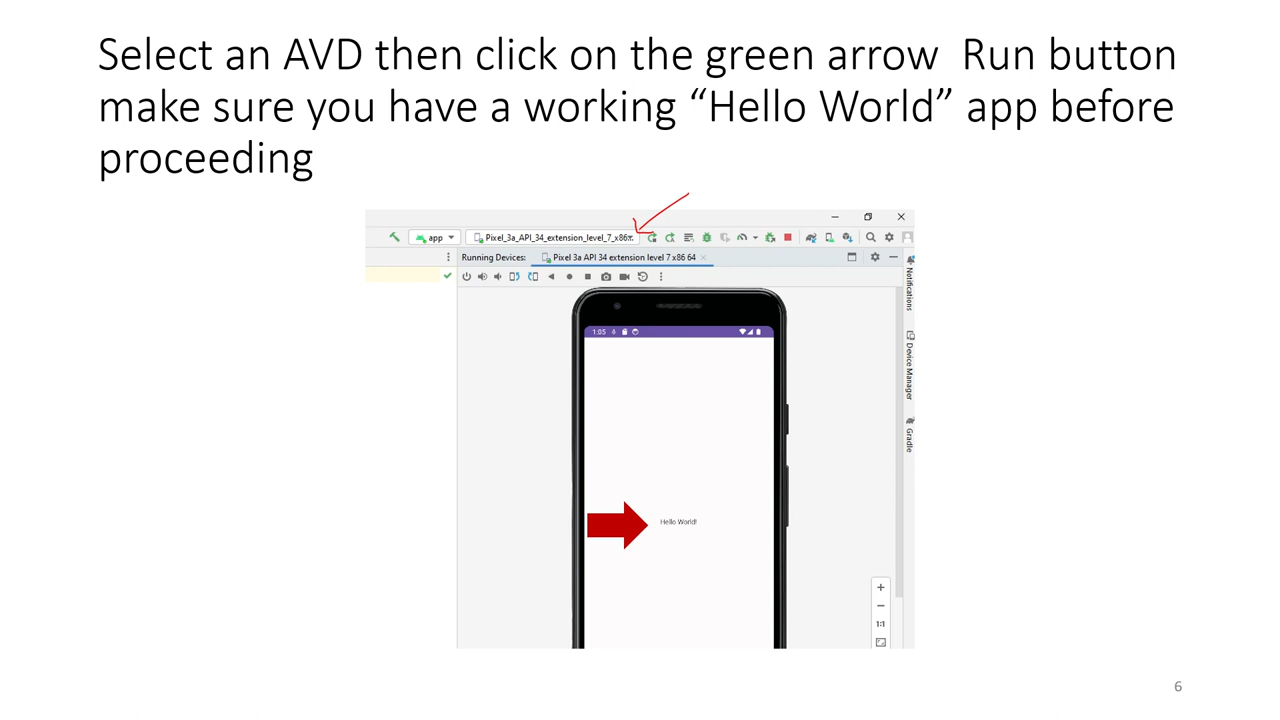 Select an AVD then click on the green arrow  Run button
make sure you have a working “Hello World” app before
proceeding
app
Pixel_3a_API_34_extension_level_7_x86
Running Devices:
Pixel 3a API 34 extension level 7 x86 64
Notifications
1:05
Device Manager
Gradle
Hello World!
1:1
6